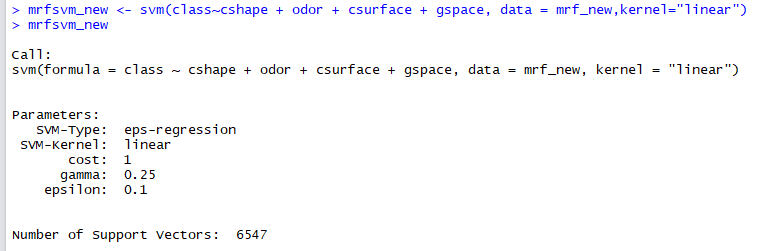 > mrfsvm_new <- svm(class~cshape + odor + csurface + gspace, data = mrf_new,kernel="linear")
> mrfsvm_new
Call:
svm(formula = class ~ cshape + odor + csurface + gspace, data = mrf_new, kernel = "linear")
Parameters:
SVM-Type: eps-regression
SVM-Kernel: linear
cost: 1
gamma: 0.25
epsilon: 0.1
Number of Support Vectors: 6547